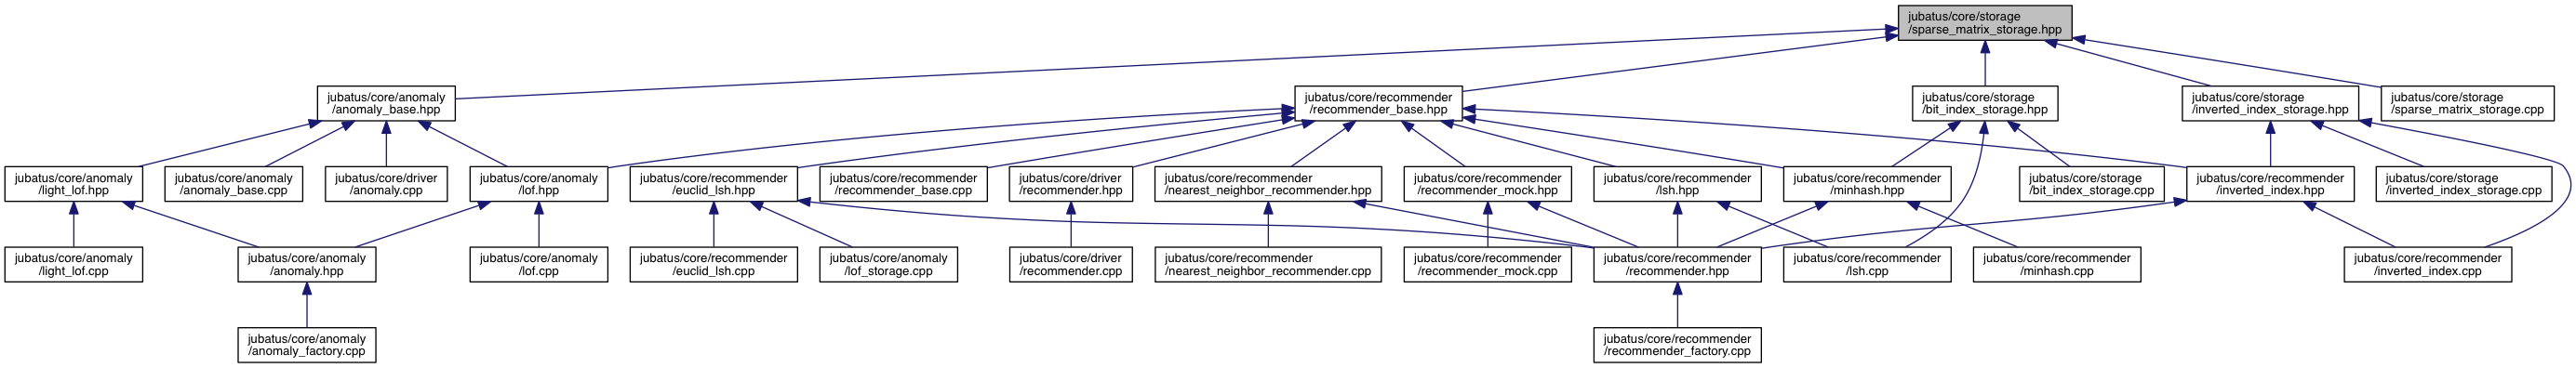 jubatus/core/storage
/sparse_matrix_storage.hpp
jubatus/core/anomaly
/anomaly_base.hpp
jubatus/core/recommender
/recommender_base.hpp
jubatus/core/storage
/bit_index_storage.hpp
jubatus/core/storage
/inverted_index_storage.hpp
jubatus/core/storage
/sparse_matrix_storage.cpp
jubatus/core/anomaly
/light_lof.hpp
jubatus/core/anomaly
/anomaly_base.cpp
jubatus/core/driver
/anomaly.cpp
jubatus/core/anomaly
/lof.hpp
jubatus/core/recommender
/euclid_lsh.hpp
jubatus/core/recommender
/recommender_base.cpp
jubatus/core/driver
/recommender.hpp
jubatus/core/recommender
/nearest_neighbor_recommender.hpp
jubatus/core/recommender
/recommender_mock.hpp
jubatus/core/recommender
/lsh.hpp
jubatus/core/recommender
/minhash.hpp
jubatus/core/storage
/bit_index_storage.cpp
jubatus/core/recommender
/inverted_index.hpp
jubatus/core/storage
/inverted_index_storage.cpp
jubatus/core/anomaly
/light_lof.cpp
jubatus/core/anomaly
/anomaly.hpp
jubatus/core/anomaly
/lof.cpp
jubatus/core/recommender
/euclid_lsh.cpp
jubatus/core/anomaly
/lof_storage.cpp
jubatus/core/driver
/recommender.cpp
jubatus/core/recommender
/nearest_neighbor_recommender.cpp
jubatus/core/recommender
/recommender_mock.cpp
jubatus/core/recommender
/recommender.hpp
jubatus/core/recommender
/lsh.cpp
jubatus/core/recommender
/minhash.cpp
jubatus/core/recommender
/inverted_index.cpp
jubatus/core/anomaly
/anomaly_factory.cpp
jubatus/core/recommender
/recommender_factory.cpp